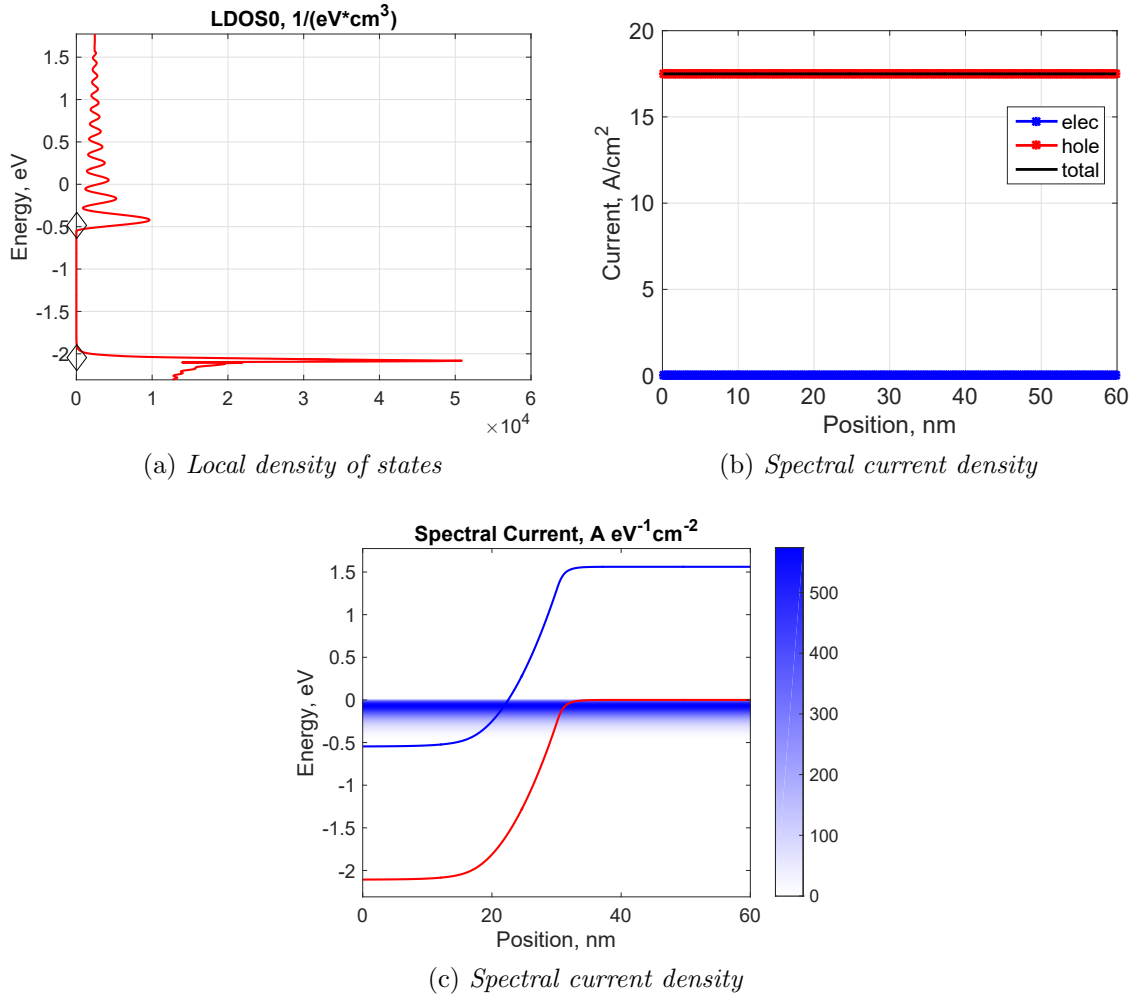 LDOS0, 1/(eV*cm³)
Energy, eV
1.5
1
0.5
0
-0.5
-1
-1.5
-2
0 1 2 3 4 5 6
×10⁴
(a) Local density of states
Current, A/cm²
20
15
10
5
0
elec
hole
total
0 10 20 30 40 50 60
Position, nm
(b) Spectral current density
Spectral Current, A eV⁻¹cm⁻²
Energy, eV
1.5
1
0.5
0
-0.5
-1
-1.5
-2
0 20 40 60
Position, nm
500
400
300
200
100
0
(c) Spectral current density